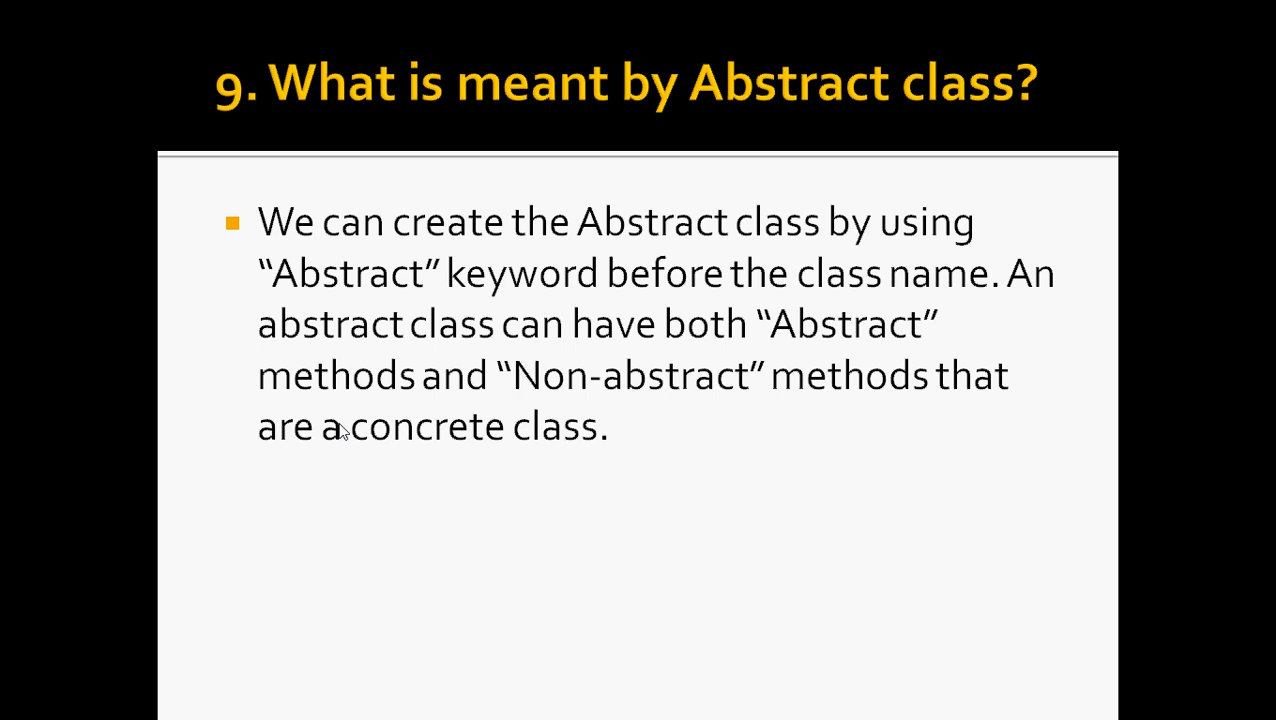 9. What is meant by Abstract class?
We can create the Abstract class by using
“Abstract” keyword before the class name. An
abstract class can have both “Abstract”
methods and “Non-abstract” methods that
are a concrete class.